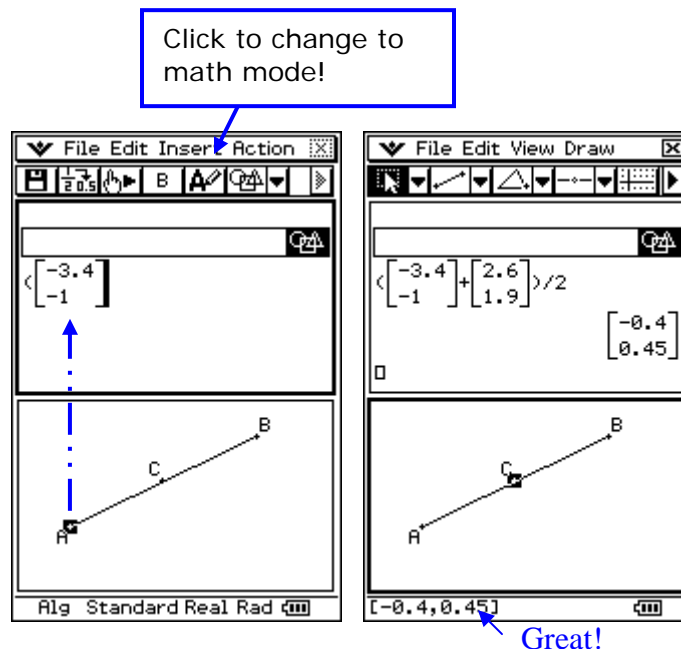 Click to change to
math mode!
File Edit Insert Action
B
([-3.4
-1]
B
C
A
Alg Standard Real Rad
File Edit View Draw
([-3.4
-1]+[2.6
1.9])/2
[-0.4
0.45]
B
C
A
[-0.4,0.45]
Great!